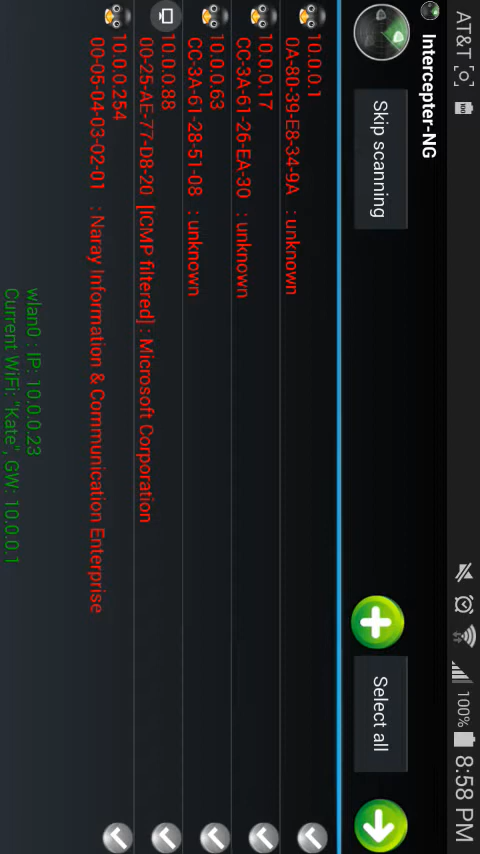 AT&T 100 100% 8:58 PM
Intercepter-NG
Skip scanning Select all
10.0.0.1
0A-80-39-E8-34-9A : unknown
10.0.0.17
CC-3A-61-26-EA-30 : unknown
10.0.0.63
CC-3A-61-28-51-08 : unknown
10.0.0.88
00-25-AE-77-D8-20 [ICMP filtered] : Microsoft Corporation
10.0.0.254
00-05-04-03-02-01 : Naray Information & Communication Enterprise
wlan0 : IP: 10.0.0.23
Current WiFi: "Kate", GW: 10.0.0.1